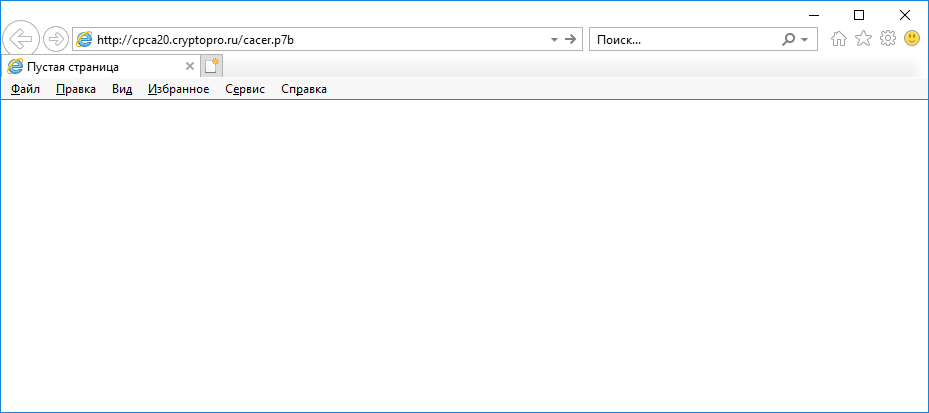 http://cpca20.cryptopro.ru/cacer.p7b Поиск...
Пустая страница
Файл Правка Вид Избранное Сервис Справка